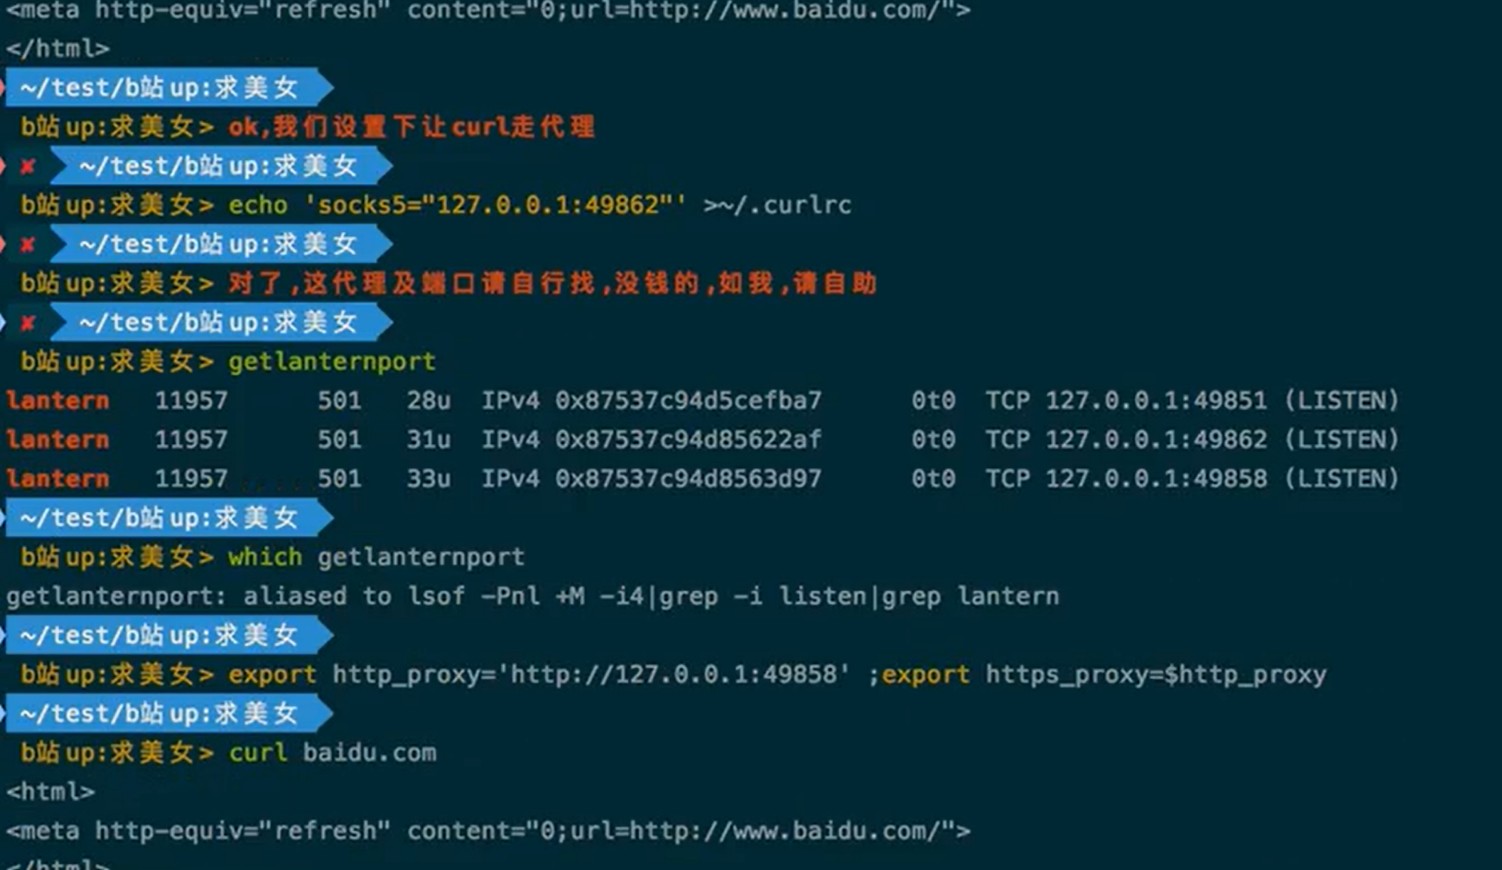 <meta http-equiv="refresh" content="0;url=http://www.baidu.com/">
</html>
~/test/b站up:求美女
b站up:求美女> ok,我们设置下让curl走代理
✘ ~/test/b站up:求美女
b站up:求美女> echo 'socks5="127.0.0.1:49862"' >~/.curlrc
✘ ~/test/b站up:求美女
b站up:求美女> 对了,这代理及端口请自行找,没钱的,如我,请自助
✘ ~/test/b站up:求美女
b站up:求美女> getlanternport
lantern 11957 501 28u IPv4 0x87537c94d5cefba7 0t0 TCP 127.0.0.1:49851 (LISTEN)
lantern 11957 501 31u IPv4 0x87537c94d85622af 0t0 TCP 127.0.0.1:49862 (LISTEN)
lantern 11957 501 33u IPv4 0x87537c94d8563d97 0t0 TCP 127.0.0.1:49858 (LISTEN)
~/test/b站up:求美女
b站up:求美女> which getlanternport
getlanternport: aliased to lsof -Pnl +M -i4|grep -i listen|grep lantern
~/test/b站up:求美女
b站up:求美女> export http_proxy='http://127.0.0.1:49858' ;export https_proxy=$http_proxy
~/test/b站up:求美女
b站up:求美女> curl baidu.com
<html>
<meta http-equiv="refresh" content="0;url=http://www.baidu.com/">
</html>